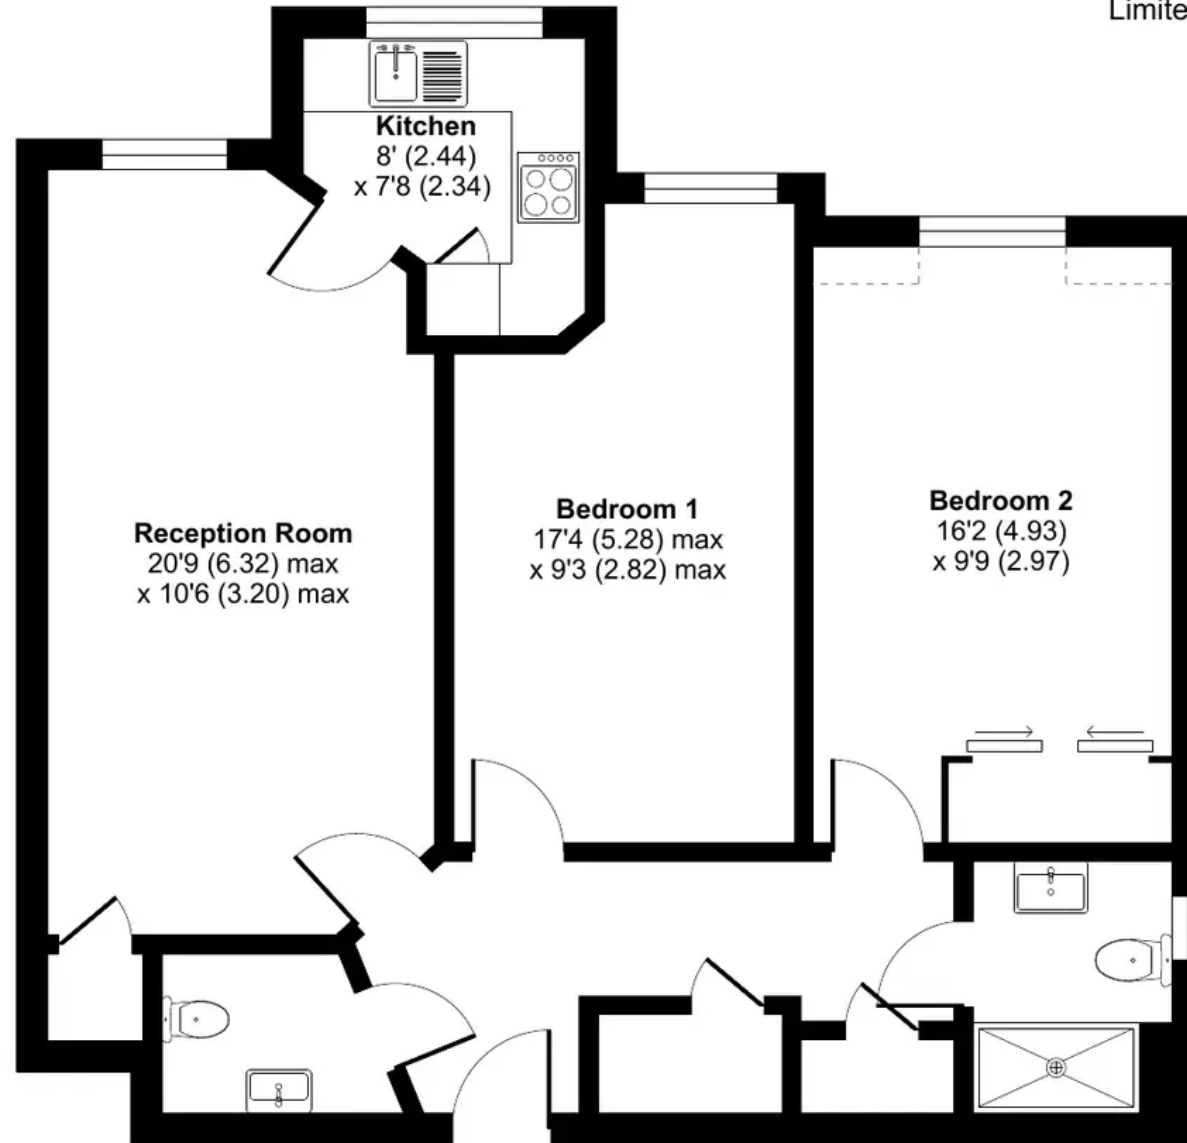 Limite
Kitchen
8' (2.44)
x 7'8 (2.34)
Reception Room
20'9 (6.32) max
x 10'6 (3.20) max
Bedroom 1
17'4 (5.28) max
x 9'3 (2.82) max
Bedroom 2
16'2 (4.93)
x 9'9 (2.97)